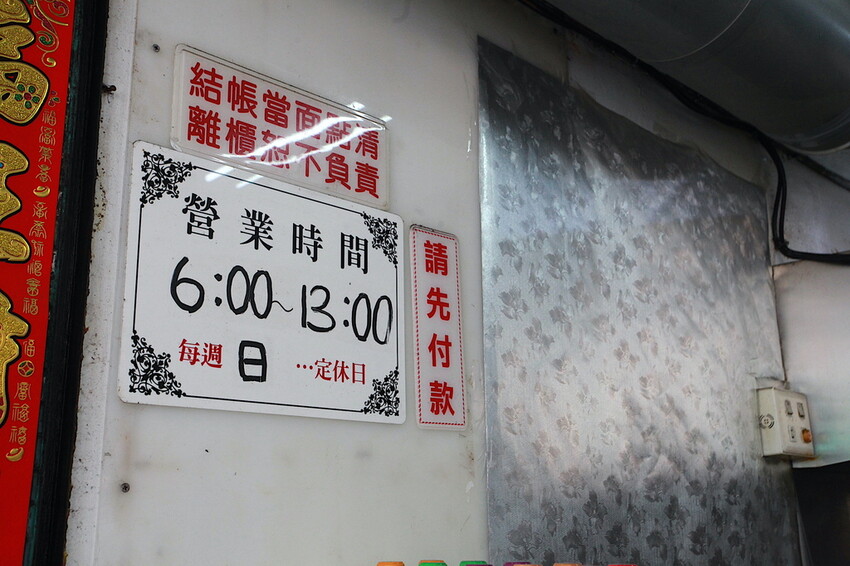 結帳當面點清
離櫃恕不負責
營業時間
6:00~13:00
每週 日 …定休日
請先付款